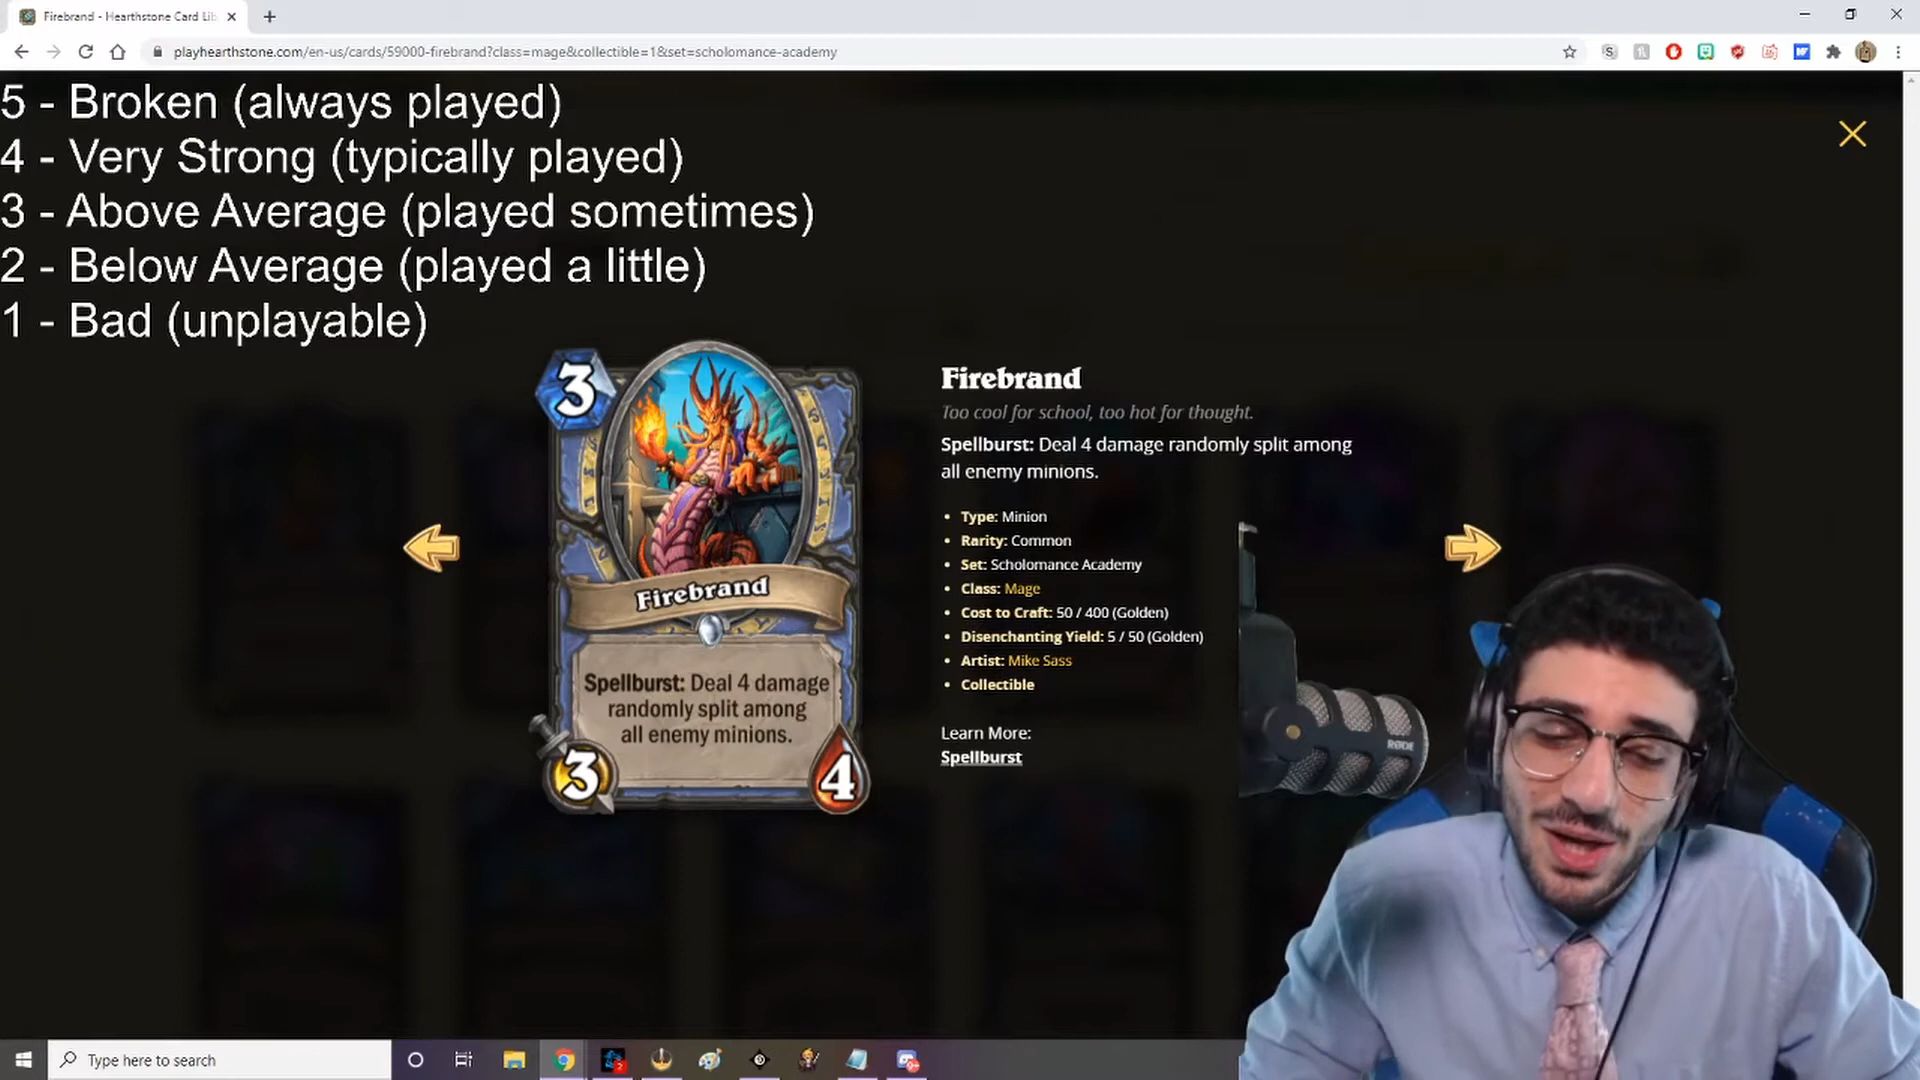 Firebrand - Hearthstone Card Lib
playhearthstone.com/en-us/cards/59000-firebrand?class=mage&collectible=1&set=scholomance-academy
5 - Broken (always played)
4 - Very Strong (typically played)
3 - Above Average (played sometimes)
2 - Below Average (played a little)
1 - Bad (unplayable)
3
Firebrand
Spellburst: Deal 4 damage
randomly split among
all enemy minions.
3
4
Firebrand
Too cool for school, too hot for thought.
Spellburst: Deal 4 damage randomly split among
all enemy minions.
• Type: Minion
• Rarity: Common
• Set: Scholomance Academy
• Class: Mage
• Cost to Craft: 50 / 400 (Golden)
• Disenchanting Yield: 5 / 50 (Golden)
• Artist: Mike Sass
• Collectible
Learn More:
Spellburst
RØDE
Type here to search